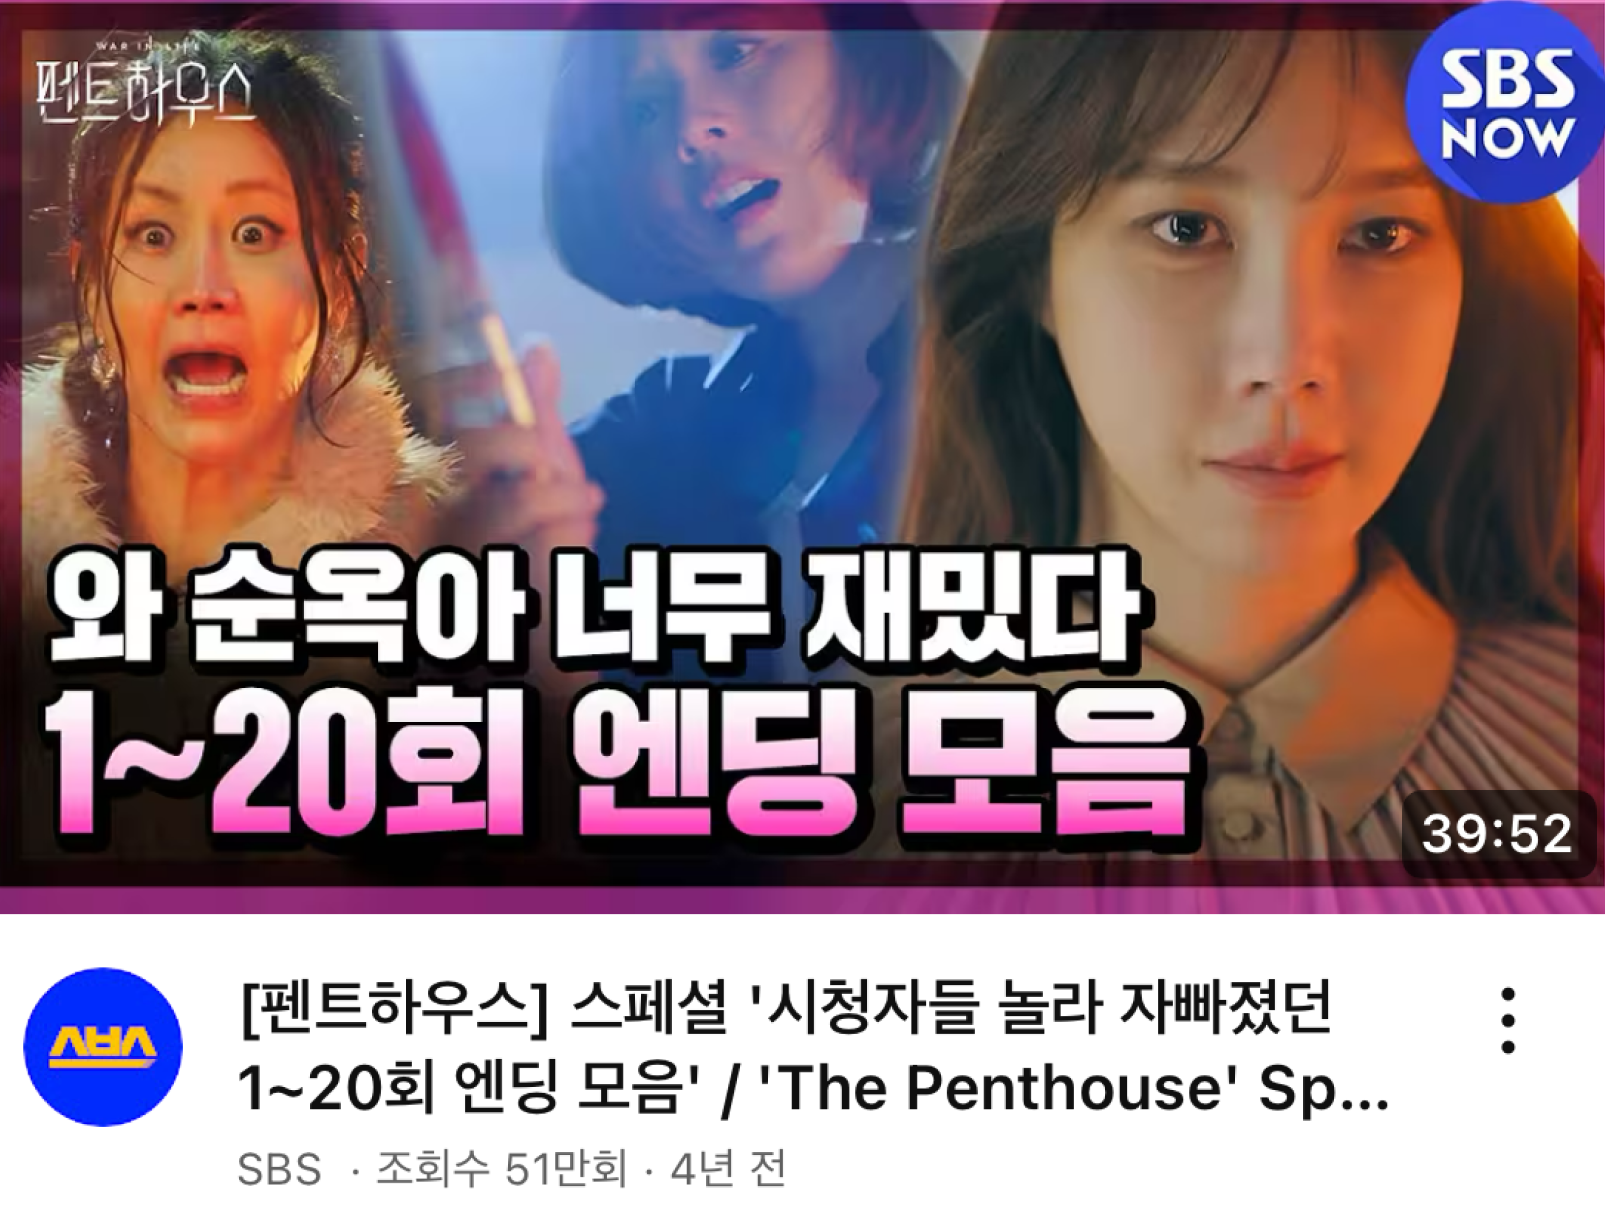 WAR IN LIFE
펜트하우스
SBS
NOW
와 순옥아 너무 재밌다
1~20회 엔딩 모음
39:52
[펜트하우스] 스페셜 '시청자들 놀라 자빠졌던
1~20회 엔딩 모음' / 'The Penthouse' Sp...
SBS · 조회수 51만회 · 4년 전